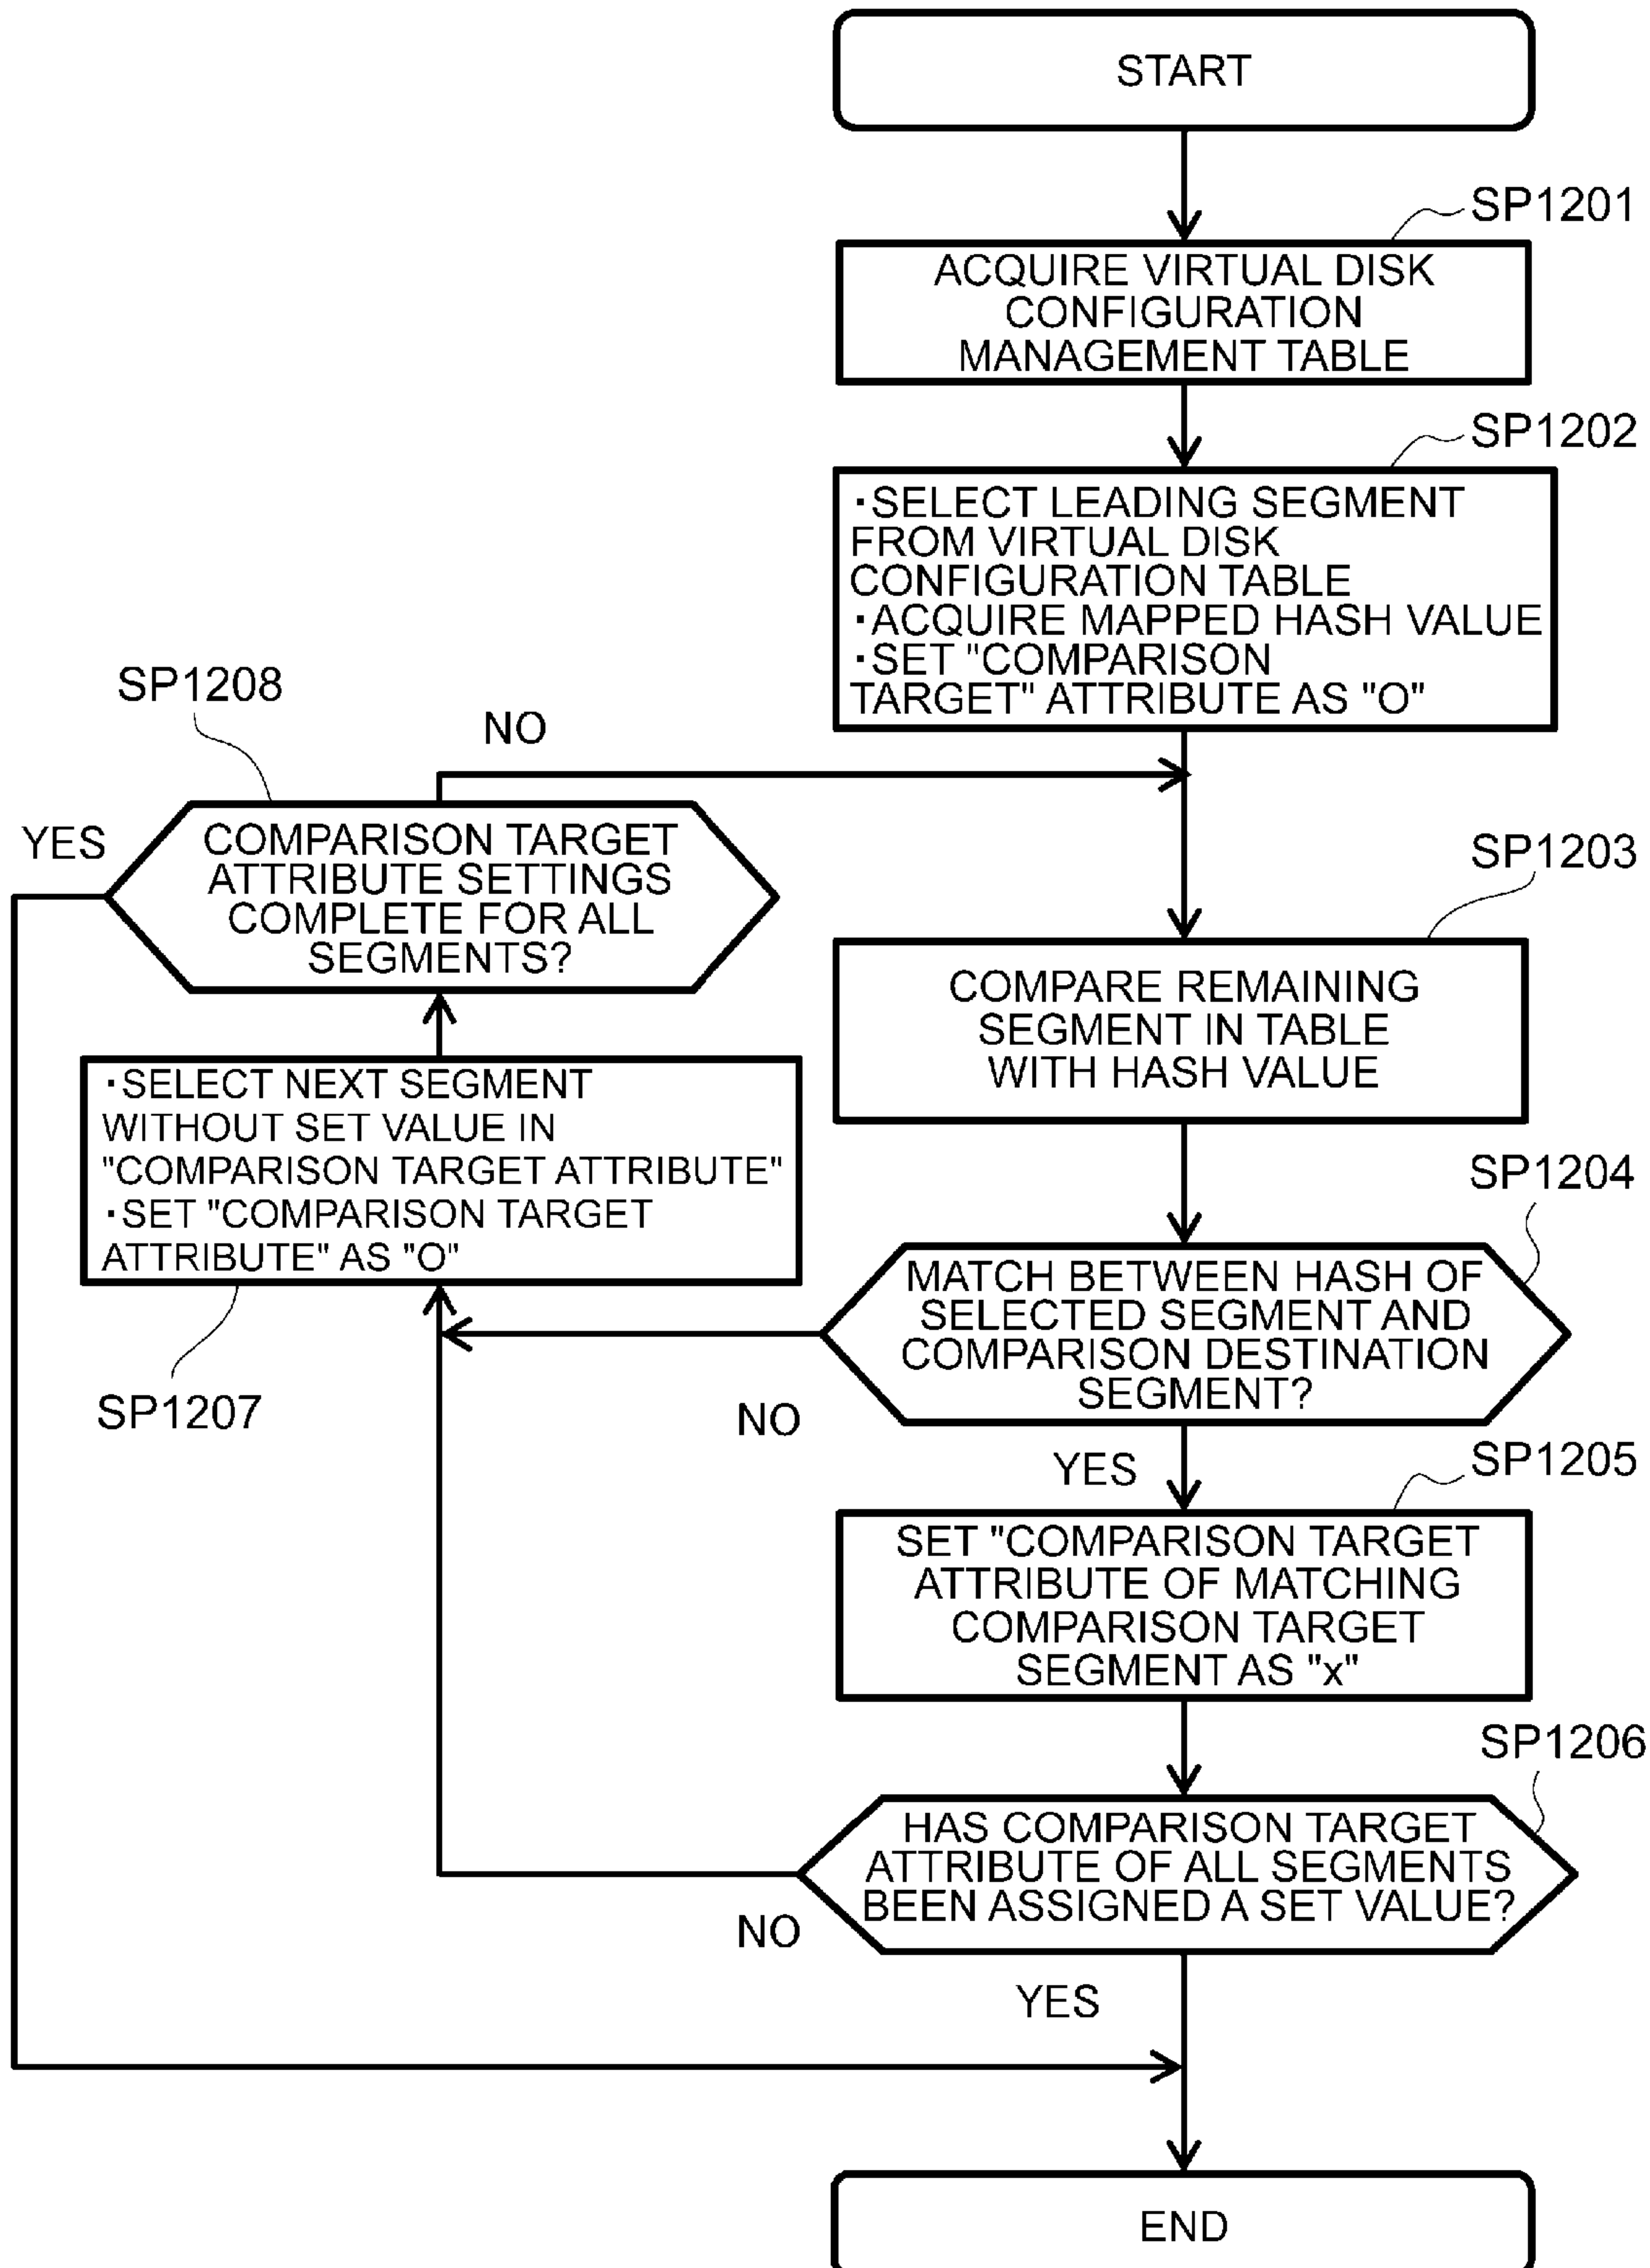 START
SP1201
ACQUIRE VIRTUAL DISK
CONFIGURATION
MANAGEMENT TABLE
SP1202
・SELECT LEADING SEGMENT
FROM VIRTUAL DISK
CONFIGURATION TABLE
・ACQUIRE MAPPED HASH VALUE
・SET "COMPARISON
TARGET" ATTRIBUTE AS "O"
SP1208
NO
YES
COMPARISON TARGET
ATTRIBUTE SETTINGS
COMPLETE FOR ALL
SEGMENTS?
SP1203
COMPARE REMAINING
SEGMENT IN TABLE
WITH HASH VALUE
・SELECT NEXT SEGMENT
WITHOUT SET VALUE IN
"COMPARISON TARGET ATTRIBUTE"
・SET "COMPARISON TARGET
ATTRIBUTE" AS "O"
SP1207
SP1204
MATCH BETWEEN HASH OF
SELECTED SEGMENT AND
COMPARISON DESTINATION
SEGMENT?
NO
YES
SP1205
SET "COMPARISON TARGET
ATTRIBUTE OF MATCHING
COMPARISON TARGET
SEGMENT AS "x"
SP1206
HAS COMPARISON TARGET
ATTRIBUTE OF ALL SEGMENTS
BEEN ASSIGNED A SET VALUE?
NO
YES
END